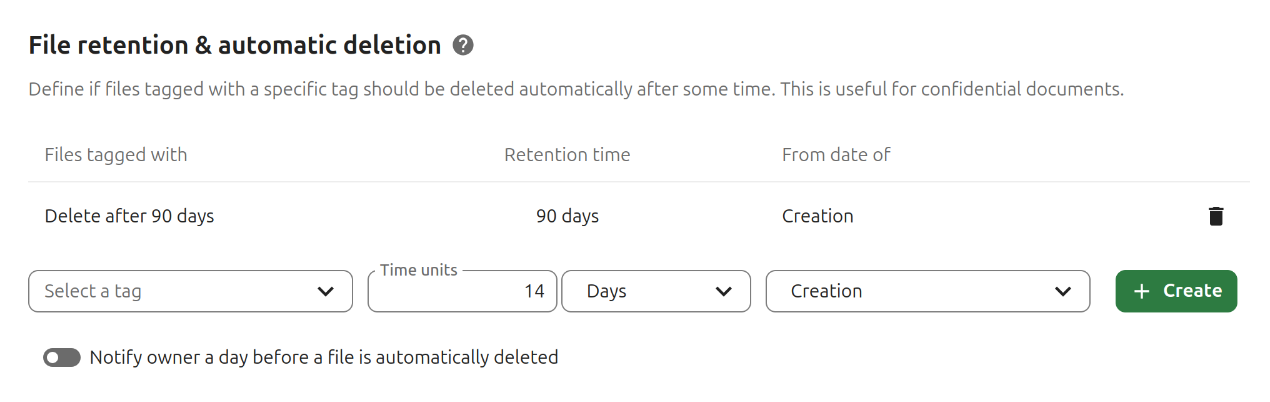 File retention & automatic deletion ?
Define if files tagged with a specific tag should be deleted automatically after some time. This is useful for confidential documents.
Files tagged with Retention time From date of
Delete after 90 days 90 days Creation
Time units
Select a tag 14 Days Creation + Create
Notify owner a day before a file is automatically deleted